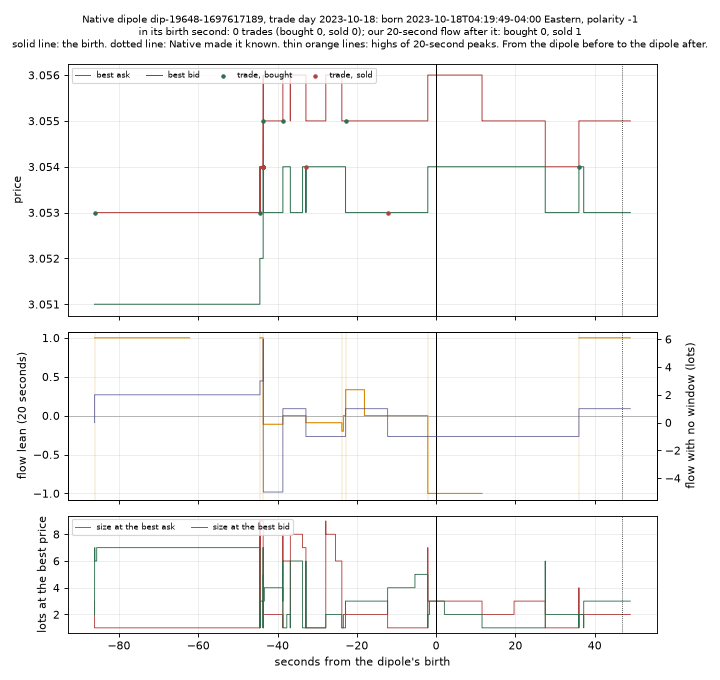 Native dipole dip-19648-1697617189, trade day 2023-10-18: born 2023-10-18T04:19:49-04:00 Eastern, polarity -1
in its birth second: 0 trades (bought 0, sold 0); our 20-second flow after it: bought 0, sold 1
solid line: the birth. dotted line: Native made it known. thin orange lines: highs of 20-second peaks. From the dipole before to the dipole after.
best ask
best bid
trade, bought
trade, sold
3.056
3.055
3.054
3.053
3.052
3.051
price
1.0
0.5
0.0
−0.5
−1.0
flow lean (20 seconds)
6
4
2
0
−2
−4
flow with no window (lots)
size at the best ask
size at the best bid
8
6
4
2
lots at the best price
−80
−60
−40
−20
0
20
40
seconds from the dipole's birth